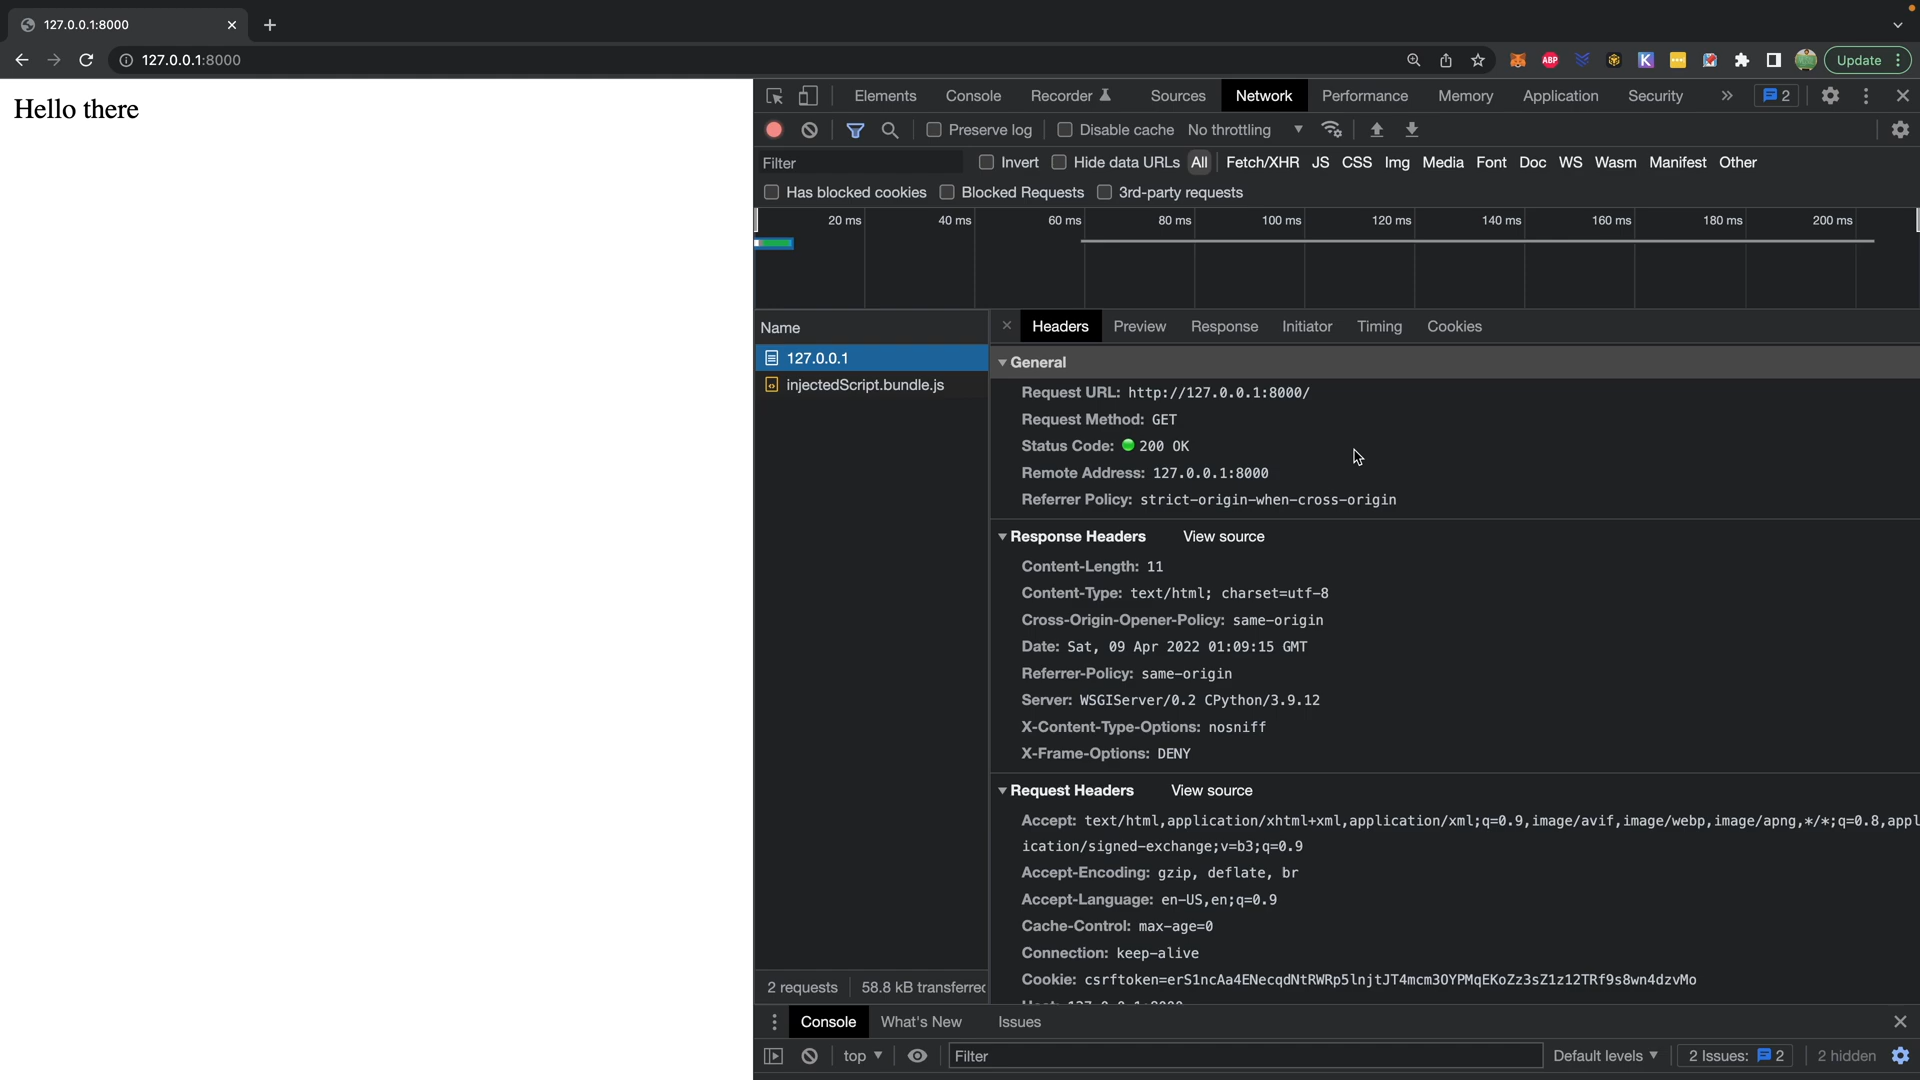 127.0.0.1:8000
127.0.0.1:8000
ABP
K
Update
Hello there
Elements Console Recorder Sources Network Performance Memory Application Security 2
Preserve log Disable cache No throttling
Filter Invert Hide data URLs All Fetch/XHR JS CSS Img Media Font Doc WS Wasm Manifest Other
Has blocked cookies Blocked Requests 3rd-party requests
20 ms 40 ms 60 ms 80 ms 100 ms 120 ms 140 ms 160 ms 180 ms 200 ms
Name
127.0.0.1
injectedScript.bundle.js
2 requests 58.8 kB transferred
Headers Preview Response Initiator Timing Cookies
General
Request URL: http://127.0.0.1:8000/
Request Method: GET
Status Code: 200 OK
Remote Address: 127.0.0.1:8000
Referrer Policy: strict-origin-when-cross-origin
Response Headers View source
Content-Length: 11
Content-Type: text/html; charset=utf-8
Cross-Origin-Opener-Policy: same-origin
Date: Sat, 09 Apr 2022 01:09:15 GMT
Referrer-Policy: same-origin
Server: WSGIServer/0.2 CPython/3.9.12
X-Content-Type-Options: nosniff
X-Frame-Options: DENY
Request Headers View source
Accept: text/html,application/xhtml+xml,application/xml;q=0.9,image/avif,image/webp,image/apng,*/*;q=0.8,appl
ication/signed-exchange;v=b3;q=0.9
Accept-Encoding: gzip, deflate, br
Accept-Language: en-US,en;q=0.9
Cache-Control: max-age=0
Connection: keep-alive
Cookie: csrftoken=erS1ncAa4ENecqdNtRWRp5lnjtJT4mcm3OYPMqEKoZz3sZ1z12TRf9s8wn4dzvMo
Host: 127.0.0.1:8000
Console What's New Issues
top Filter Default levels 2 Issues: 2 2 hidden